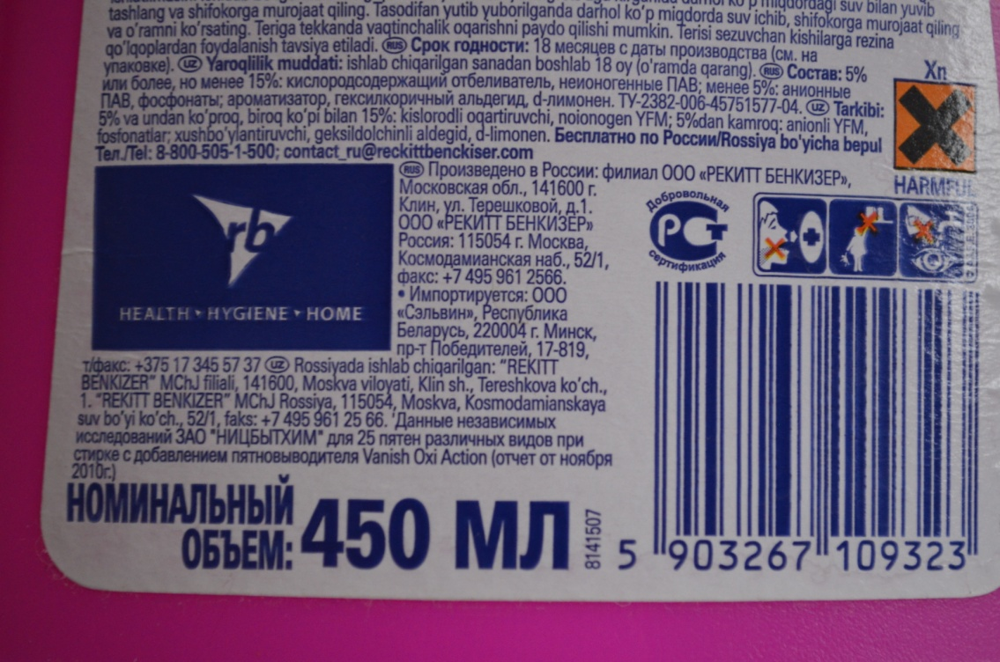 tashlang va shifokorga murojaat qiling. Tasodifan yutib yuborilganda darhol ko'p miqdorda suv ichib, shifokorga murojaat qiling
va o'ramni ko'rsating. Teriga tekkanda vaqtinchalik oqarishni paydo qilishi mumkin. Terisi sezuvchan kishilarga rezina
qo'lqoplardan foydalanish tavsiya etiladi. RUS Срок годности: 18 месяцев с даты производства (см. на
упаковке). UZ Yaroqlilik muddati: ishlab chiqarilgan sanadan boshlab 18 oy (o'ramda qarang). RUS Состав: 5%
или более, но менее 15%: кислородсодержащий отбеливатель, неионогенные ПАВ; менее 5%: анионные
ПАВ, фосфонаты; ароматизатор, гексилкоричный альдегид, d-лимонен. ТУ-2382-006-45751577-04. UZ Tarkibi:
5% va undan ko'proq, biroq ko'pi bilan 15%: kislorodli oqartiruvchi, noionogen YFM; 5%dan kamroq: anionli YFM,
fosfonatlar; xushbo'ylantiruvchi, geksildolchinli aldegid, d-limonen. Бесплатно по России/Rossiya bo'yicha bepul
Тел./Tel: 8-800-505-1-500; contact_ru@reckittbenckiser.com
Xn
HARMFUL
rb
HEALTH • HYGIENE • HOME
RUS Произведено в России: филиал ООО «РЕКИТТ БЕНКИЗЕР»,
Московская обл., 141600 г.
Клин, ул. Терешковой, д.1.
ООО «РЕКИТТ БЕНКИЗЕР»
Россия: 115054 г. Москва,
Космодамианская наб., 52/1,
факс: +7 495 961 2566.
• Импортируется: ООО
«Сэльвин», Республика
Беларусь, 220004 г. Минск,
пр-т Победителей, 17-819,
т/факс: +375 17 345 57 37 UZ Rossiyada ishlab chiqarilgan: "REKITT
BENKIZER" MChJ filiali, 141600, Moskva viloyati, Klin sh., Tereshkova ko'ch.,
1. "REKITT BENKIZER" MChJ Rossiya, 115054, Moskva, Kosmodamianskaya
suv bo'yi ko'ch., 52/1, faks: +7 495 961 25 66. 'Данные независимых
исследований ЗАО "НИЦБЫТХИМ" для 25 пятен различных видов при
стирке с добавлением пятновыводителя Vanish Oxi Action (отчет от ноября
2010г.)
Добровольная
РСТ
сертификация
НОМИНАЛЬНЫЙ
ОБЪЕМ: 450 МЛ
8141507
5 903267 109323